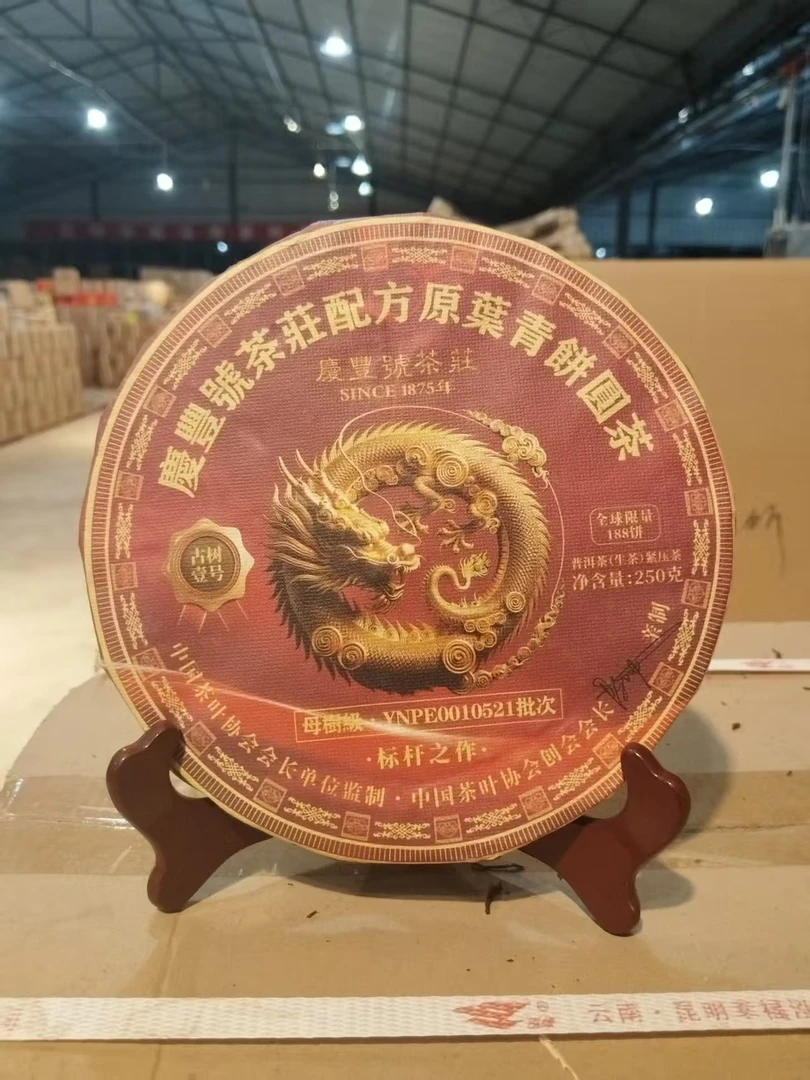 慶豐號茶莊配方原葉青餅圓茶
慶豐號茶莊
SINCE 1875年
全球限量
188饼
普洱茶(生茶)紧压茶
净含量:250克
古树
壹号
母樹級:YNPE0010521批次
·标杆之作·
中国茶叶协会会长单位监制·中国茶叶协会创会会长
云南·昆明